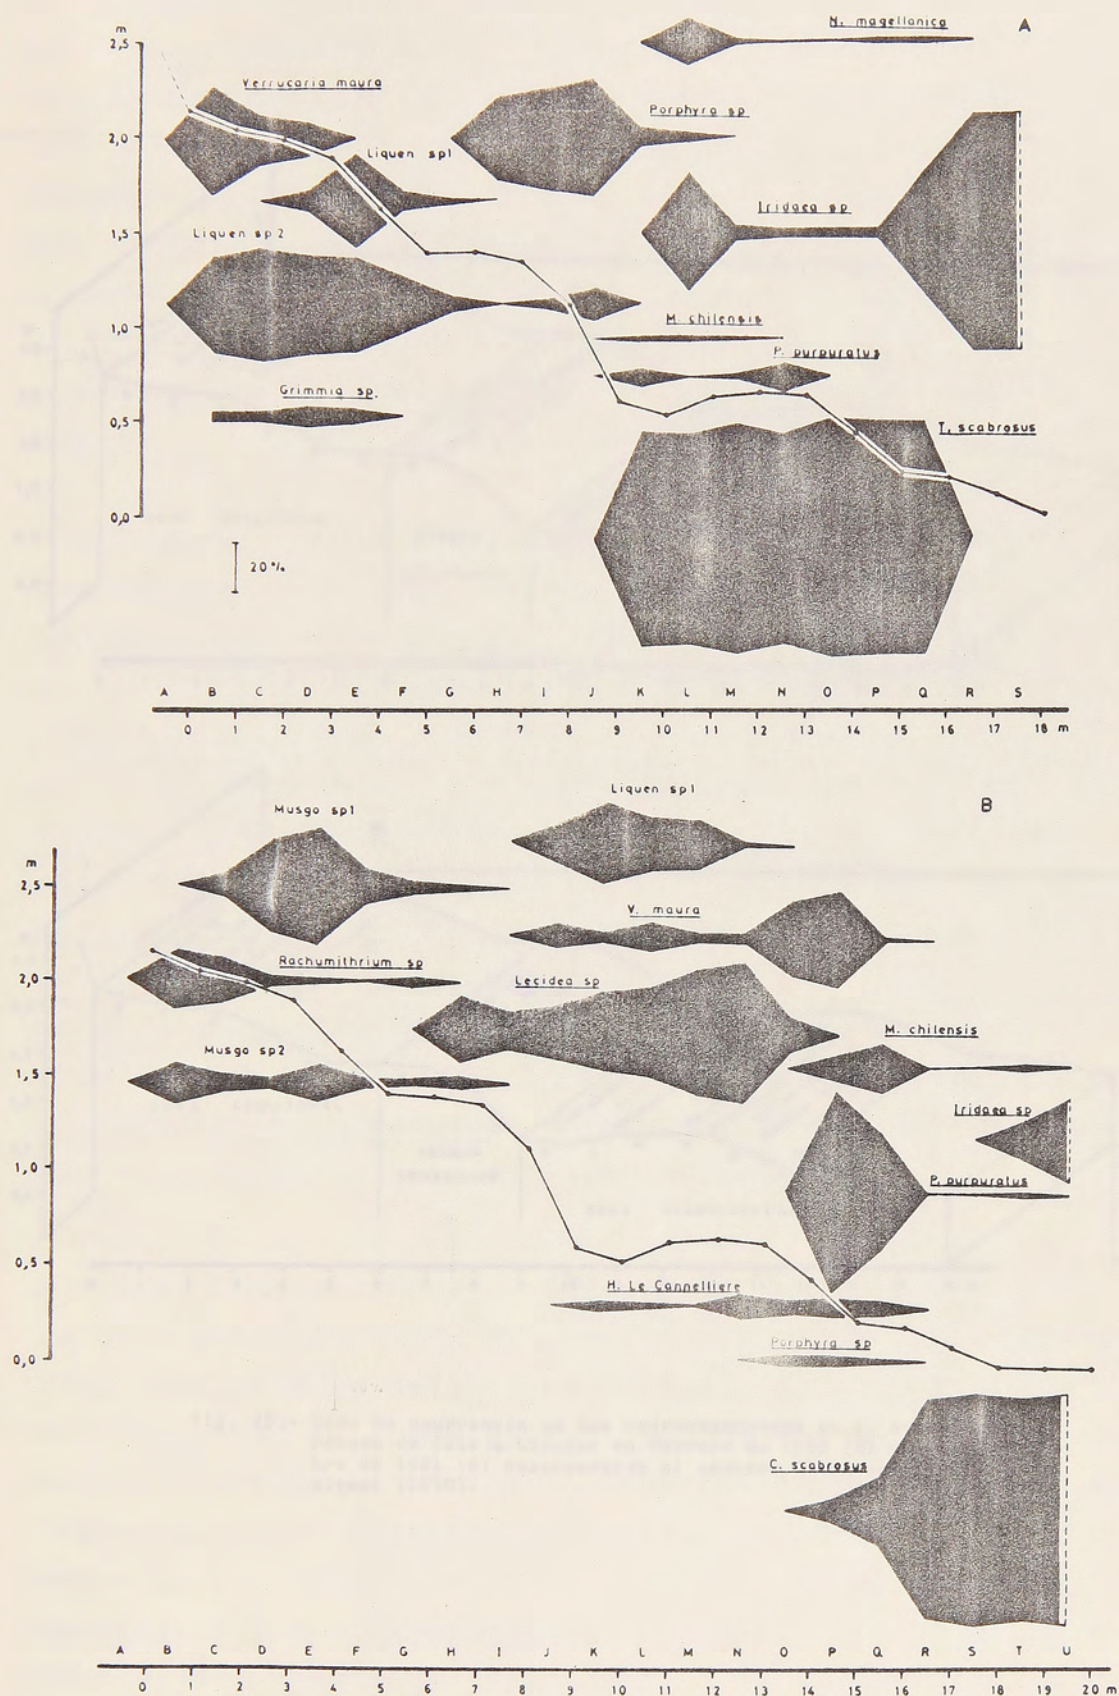 m
A
N. magellanica
2,5
Verrucaria maura
Porphyra sp
2,0
Liquen sp1
Iridaea sp
1,5
Liquen sp.2
M. chilensis
1,0
P. purpuratus
Grimmia sp.
0,5
T. scabrosus
0,0
20%
A B C D E F G H I J K L M N O P Q R S
0 1 2 3 4 5 6 7 8 9 10 11 12 13 14 15 16 17 18 m
Liquen sp1
B
Musgo sp1
m
2,5
V. maura
Rachumithrium sp
2,0
Lecidea sp
M. chilensis
Musgo sp2
1,5
Iridaea sp
1,0
P. purpuratus
0,5
H. Le Cannelliere
Porphyra sp
0,0
C. scabrosus
A B C D E F G H I J K L M N O P Q R S T U
0 1 2 3 4 5 6 7 8 9 10 11 12 13 14 15 16 17 18 19 20 m